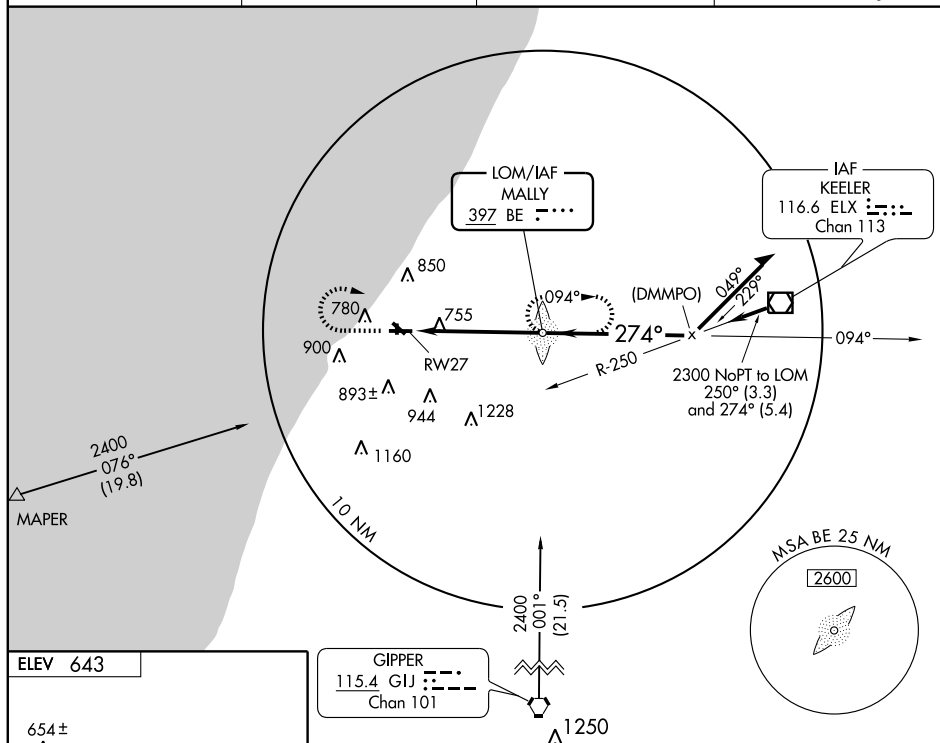 LOM/IAF
MALLY
397 BE
IAF
KEELER
116.6 ELX
Chan 113
850
780
755
900
RW27
893±
944
1228
1160
094°
(DMMPO)
049°
229°
274°
094°
R-250
2300 NoPT to LOM
250° (3.3)
and 274° (5.4)
2400
076°
(19.8)
MAPER
10 NM
2400
001°
(21.5)
MSA BE 25 NM
2600
ELEV 643
654±
GIPPER
115.4 GIJ
Chan 101
1250